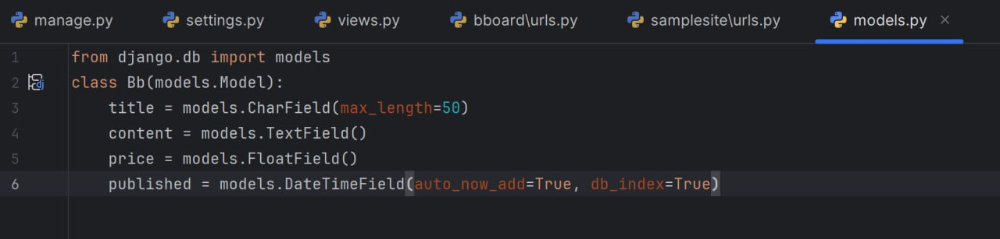 manage.py settings.py views.py bboard\urls.py samplesite\urls.py models.py
1 from django.db import models
2 class Bb(models.Model):
3 title = models.CharField(max_length=50)
4 content = models.TextField()
5 price = models.FloatField()
6 published = models.DateTimeField(auto_now_add=True, db_index=True)